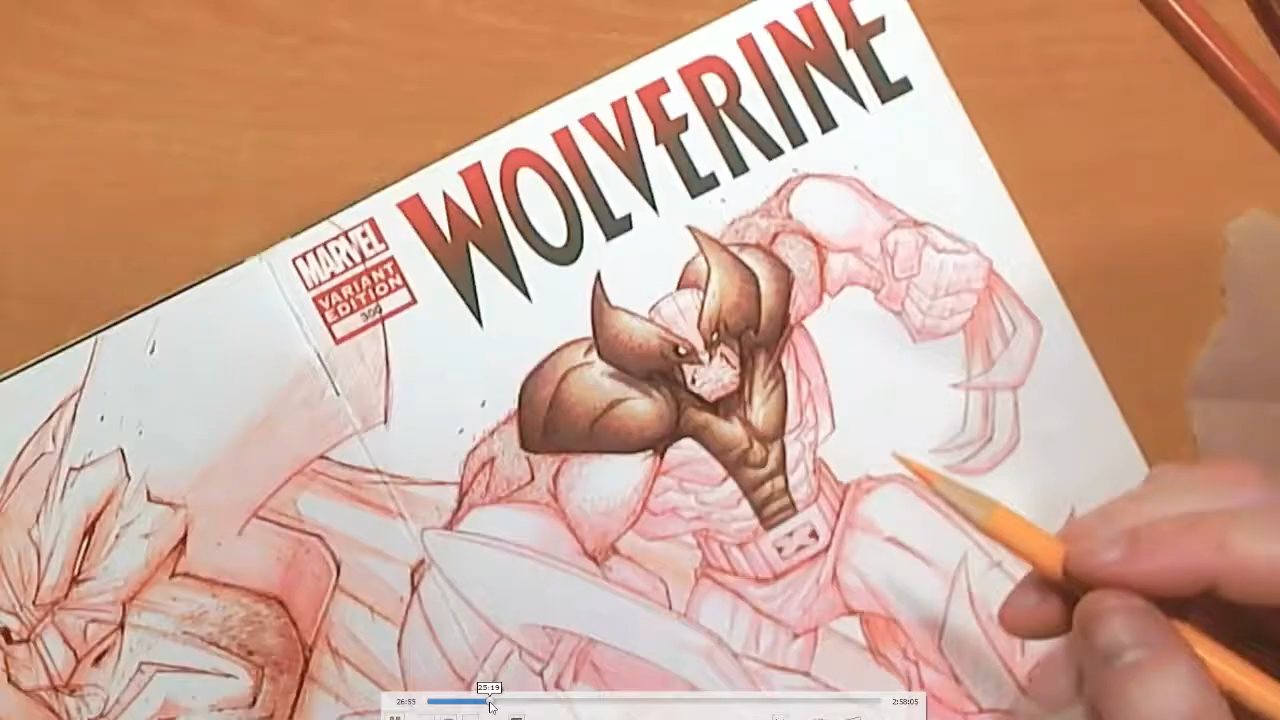 WOLVERINE
MARVEL
VARIANT
EDITION
300
25:19
26:55
2:58:05